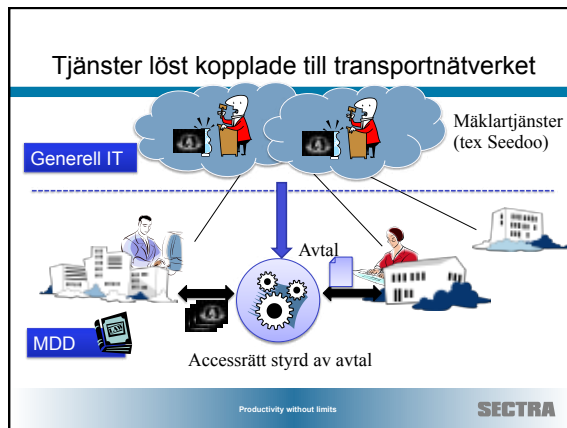 Tjänster löst kopplade till transportnätverket
Mäklartjänster
(tex Seedoo)
Generell IT
Avtal
LAW
MDD
Accessrätt styrd av avtal
Productivity without limits
SECTRA